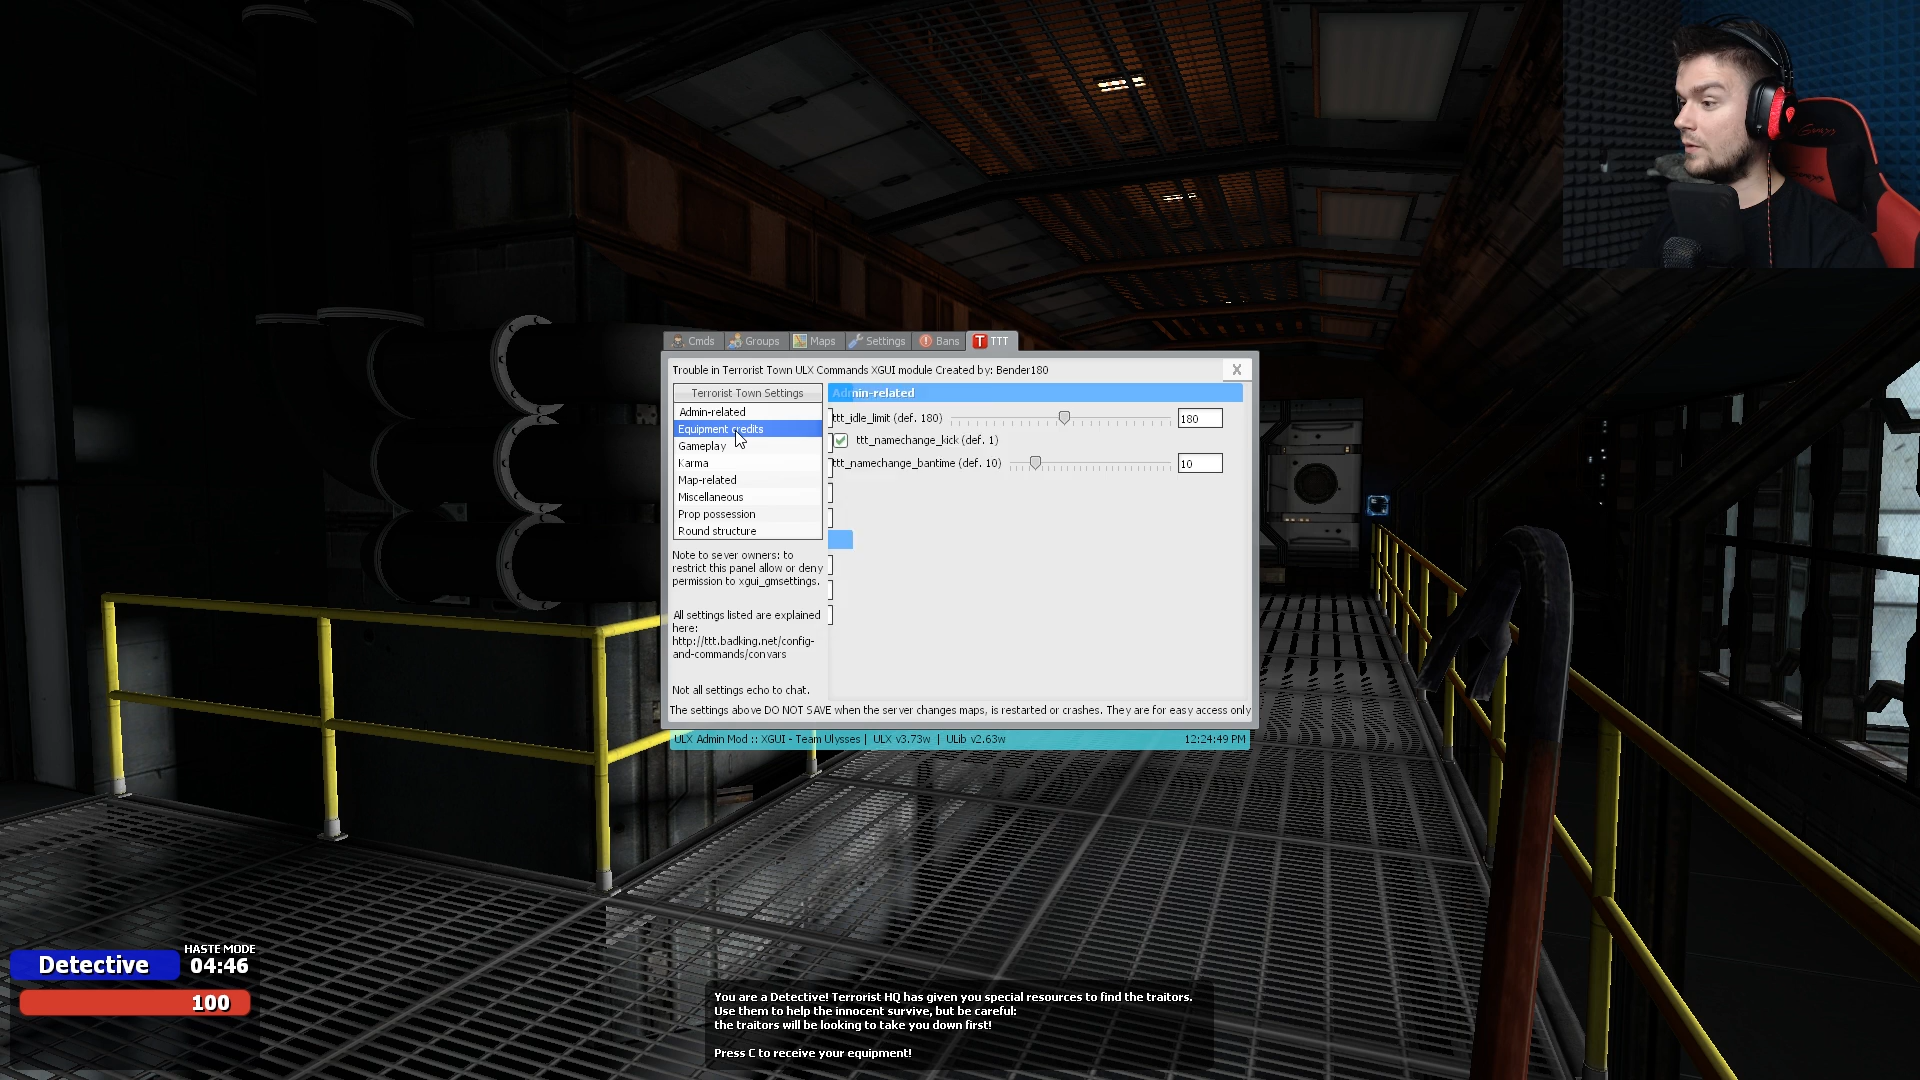 Cmds Groups Maps Settings Bans TTT
Trouble in Terrorist Town ULX Commands XGUI module Created by: Bender180
X
Terrorist Town Settings
Admin-related
Equipment credits
Gameplay
Karma
Map-related
Miscellaneous
Prop possession
Round structure
Note to sever owners: to
restrict this panel allow or deny
permission to xgui_gmsettings.
All settings listed are explained
here:
http://ttt.badking.net/config-
and-commands/convars
Not all settings echo to chat.
Admin-related
ttt_idle_limit (def. 180) 180
ttt_namechange_kick (def. 1)
ttt_namechange_bantime (def. 10) 10
The settings above DO NOT SAVE when the server changes maps, is restarted or crashes. They are for easy access only
ULX Admin Mod :: XGUI - Team Ulysses | ULX v3.73w | ULib v2.63w 12:24:49 PM
HASTE MODE
Detective 04:46
100
You are a Detective! Terrorist HQ has given you special resources to find the traitors.
Use them to help the innocent survive, but be careful:
the traitors will be looking to take you down first!
Press C to receive your equipment!